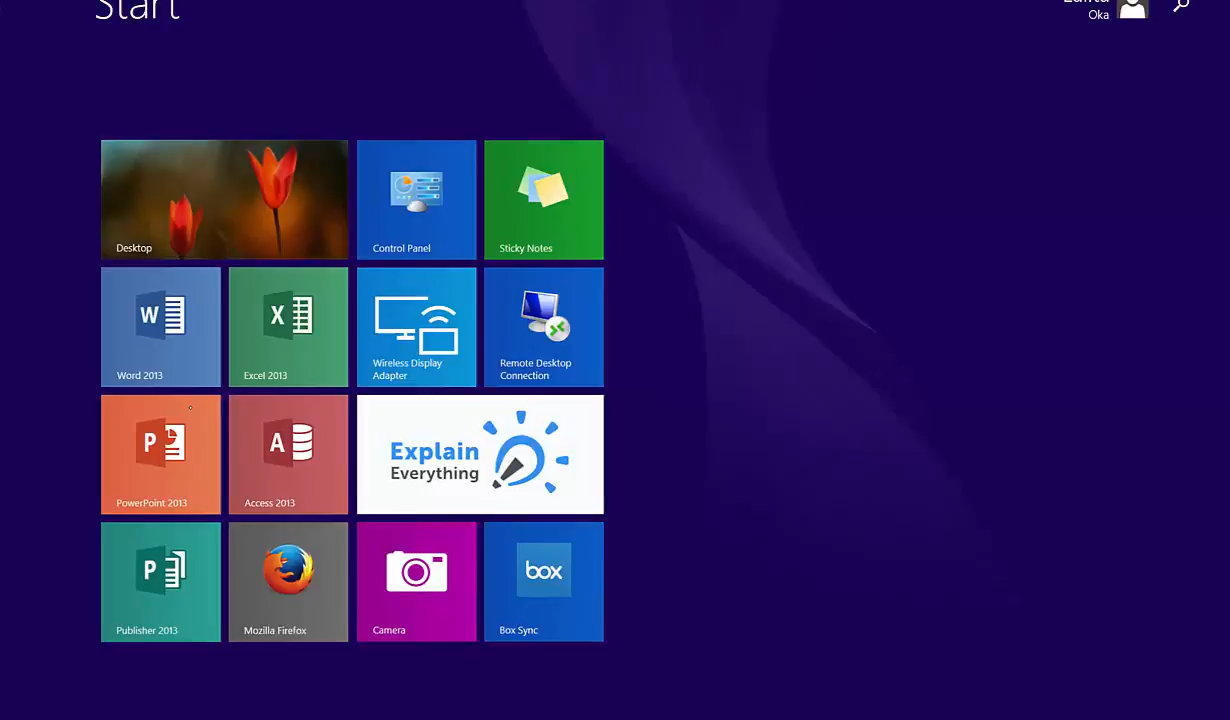 Start
Oka
Desktop
Control Panel
Sticky Notes
W
Word 2013
X
Excel 2013
Wireless Display
Adapter
Remote Desktop
Connection
P
PowerPoint 2013
A
Access 2013
Explain
Everything
P
Publisher 2013
Mozilla Firefox
Camera
box
Box Sync